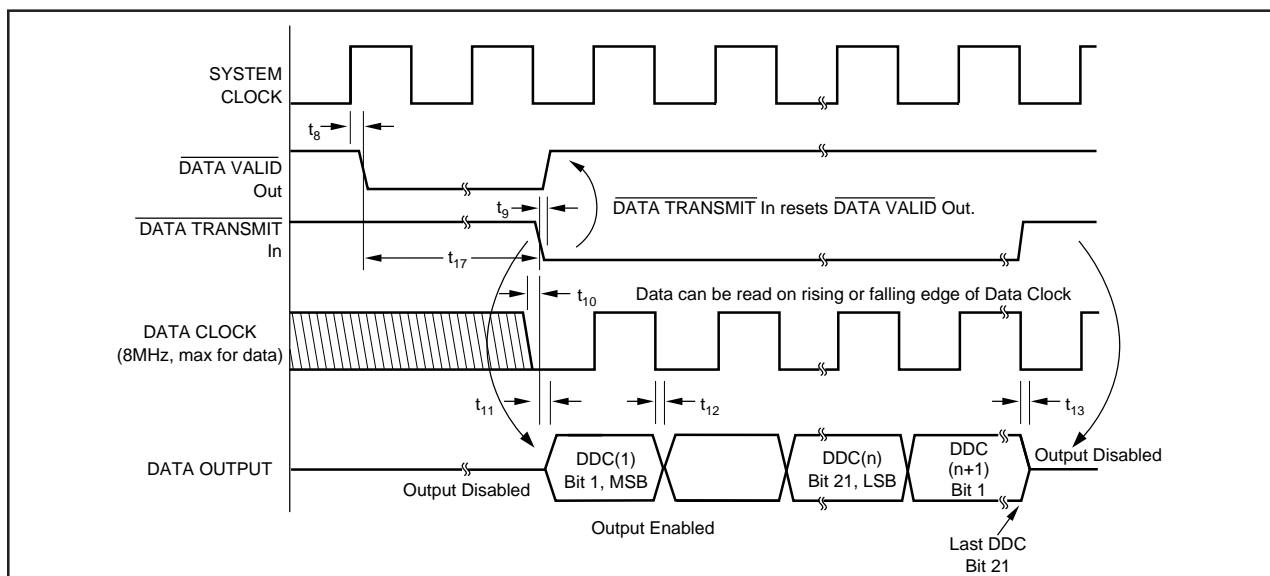 SYSTEM
CLOCK
t8
DATA VALID
Out
t9
DATA TRANSMIT In resets DATA VALID Out.
DATA TRANSMIT
In
t17
t10
Data can be read on rising or falling edge of Data Clock
DATA CLOCK
(8MHz, max for data)
t11
t12
t13
DATA OUTPUT
Output Disabled
DDC(1)
Bit 1, MSB
DDC(n)
Bit 21, LSB
DDC
(n+1)
Bit 1
Output Disabled
Output Enabled
Last DDC
Bit 21